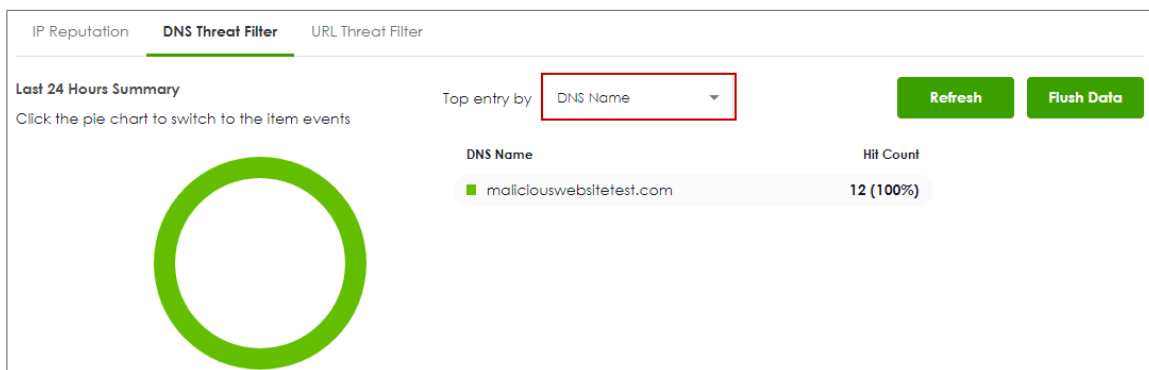 IP Reputation DNS Threat Filter URL Threat Filter
Last 24 Hours Summary
Click the pie chart to switch to the item events
Top entry by DNS Name Refresh Flush Data
DNS Name Hit Count
maliciouswebsitetest.com 12 (100%)